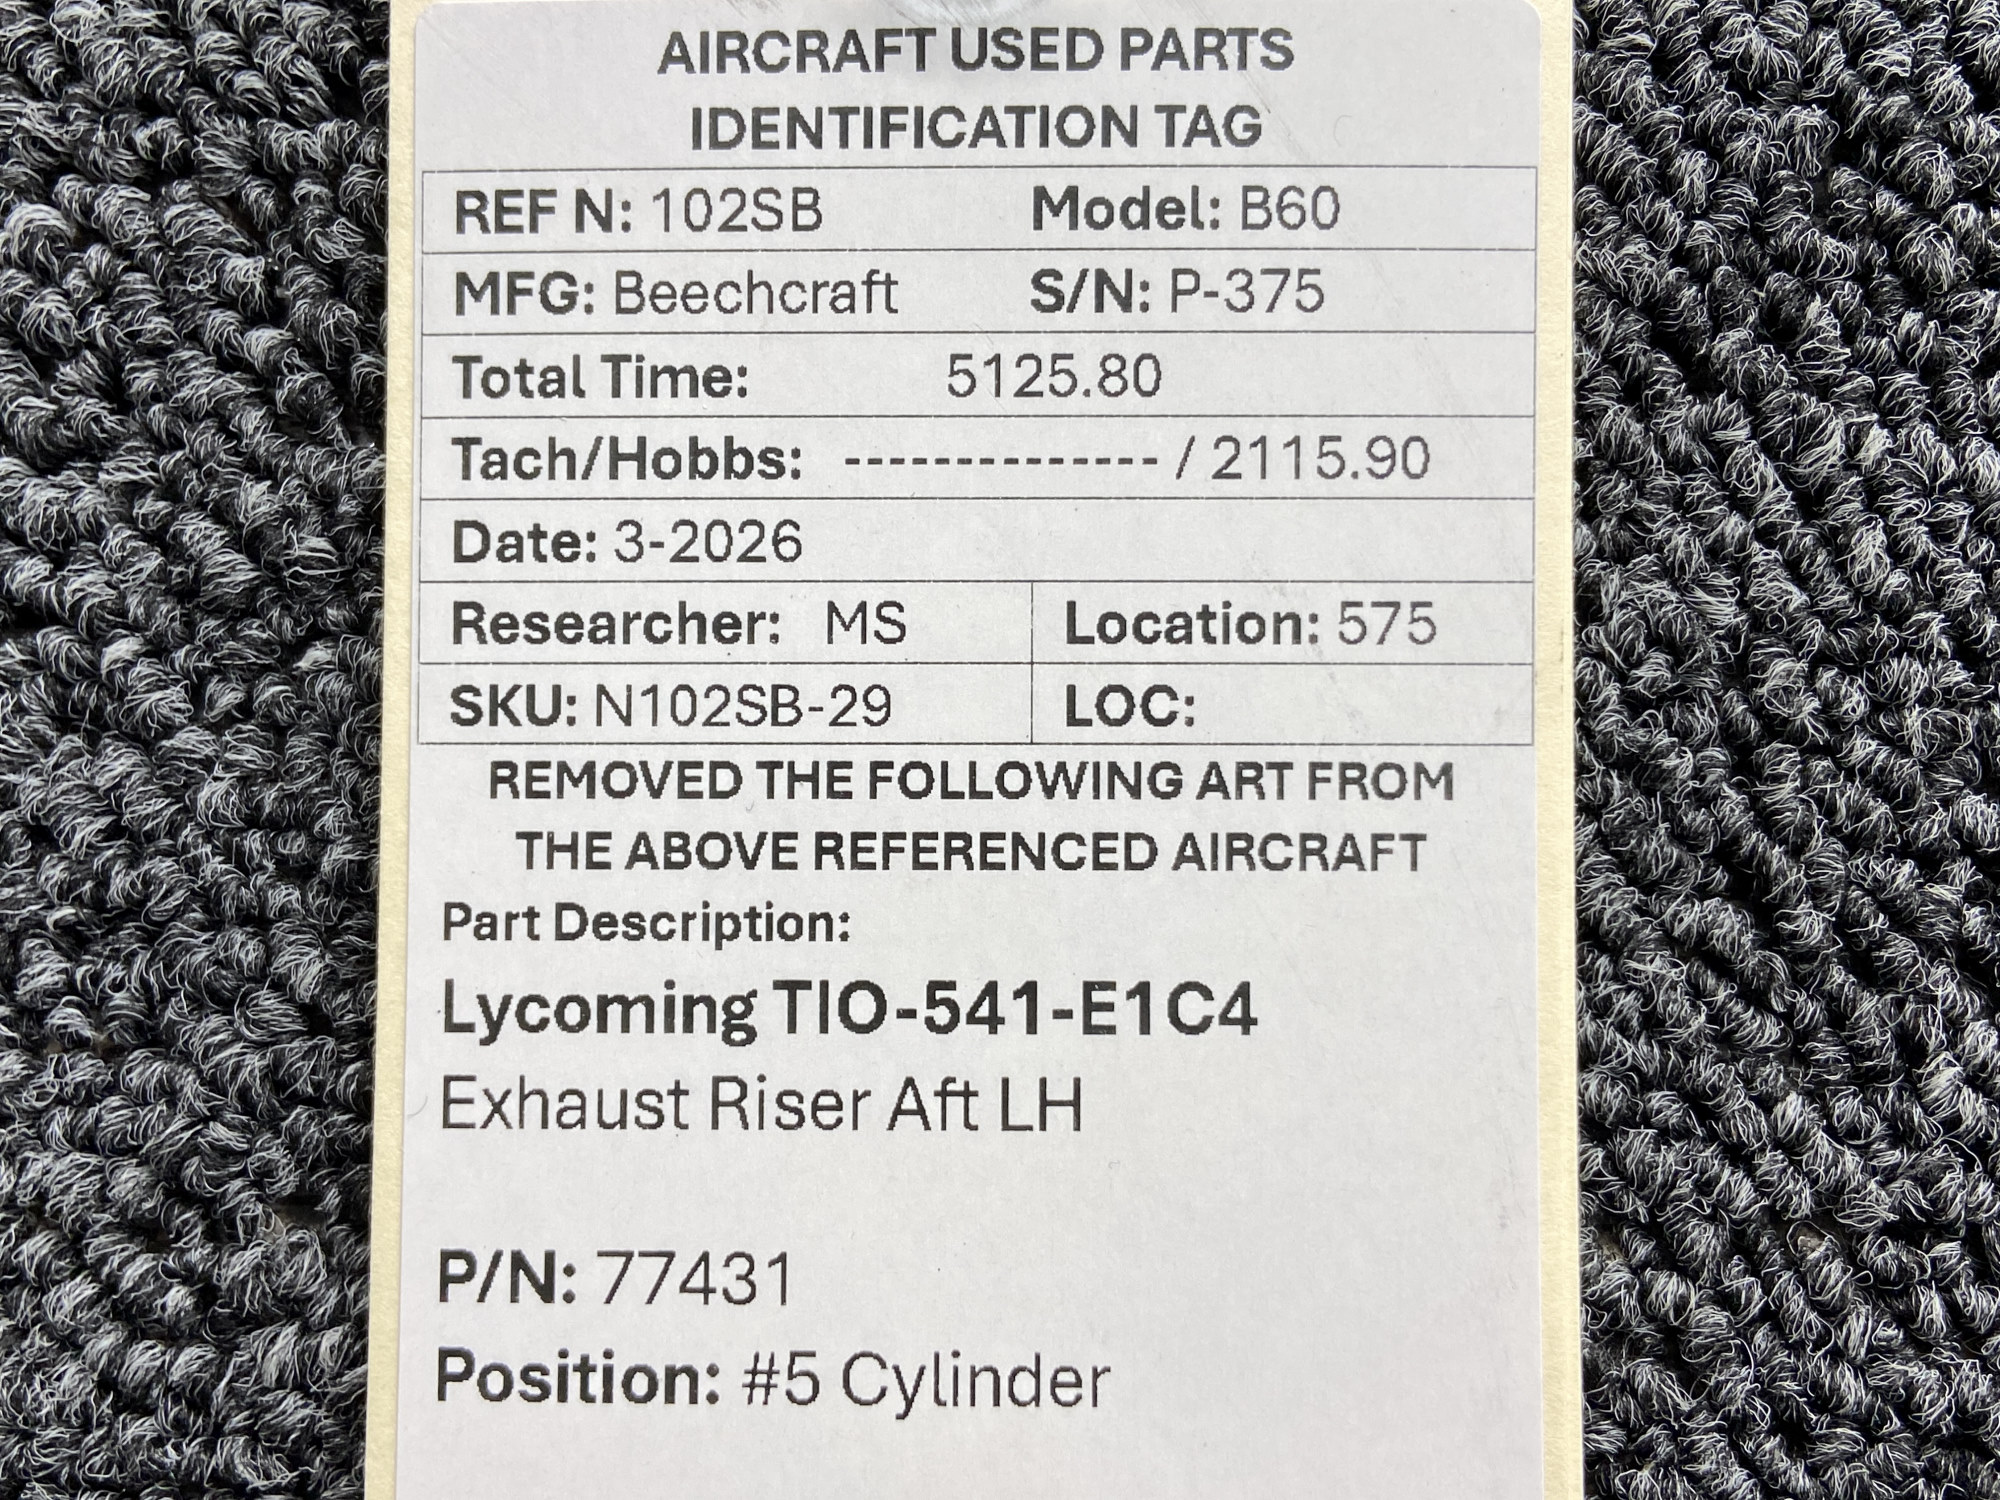 AIRCRAFT USED PARTS
IDENTIFICATION TAG
REF N: 102SB Model: B60
MFG: Beechcraft S/N: P-375
Total Time: 5125.80
Tach/Hobbs: -------------- / 2115.90
Date: 3-2026
Researcher: MS Location: 575
SKU: N102SB-29 LOC:
REMOVED THE FOLLOWING ART FROM
THE ABOVE REFERENCED AIRCRAFT
Part Description:
Lycoming TIO-541-E1C4
Exhaust Riser Aft LH
P/N: 77431
Position: #5 Cylinder